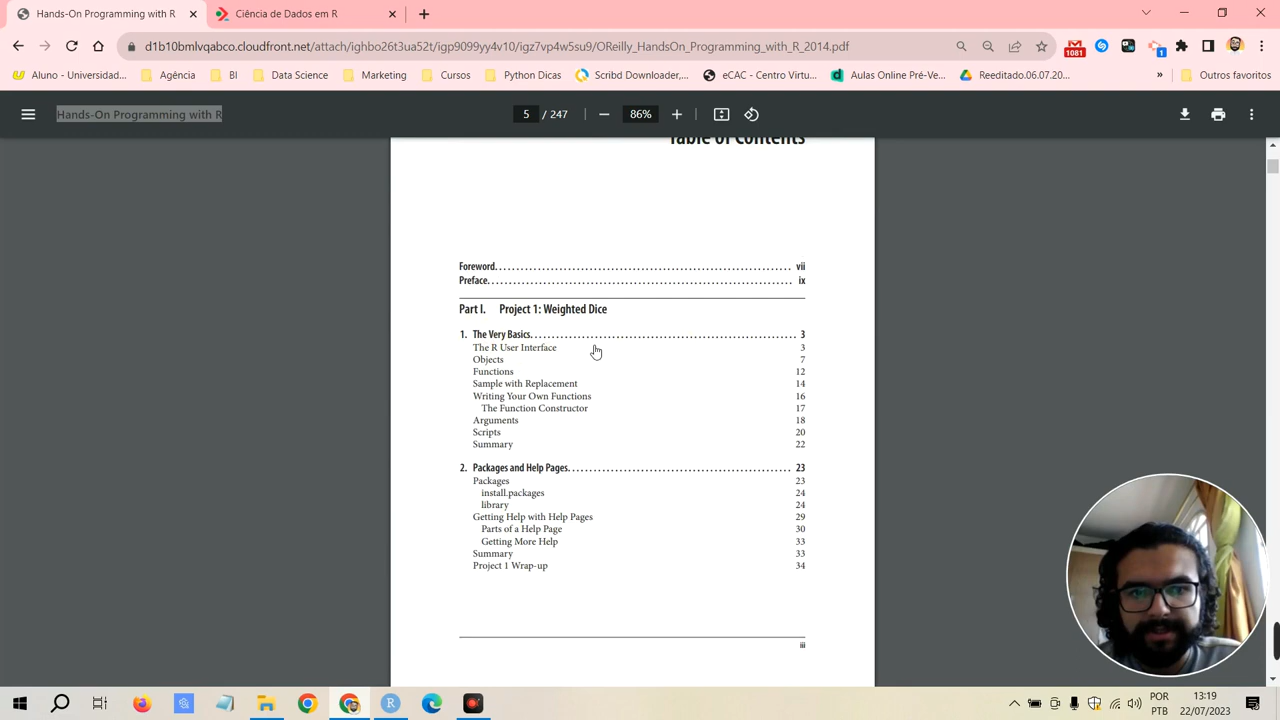 Hands-On Programming with R
Ciência de Dados em R
d1b10bmlvqabco.cloudfront.net/attach/ighbo26t3ua52t/igp9099yy4v10/igz7vp4w5su9/OReilly_HandsOn_Programming_with_R_2014.pdf
1081
1
Aluno - Universidad...
Agência
BI
Data Science
Marketing
Cursos
Python Dicas
Scribd Downloader,...
eCAC - Centro Virtu...
Aulas Online Pré-Ve...
Reeditaço.06.07.20...
»
Outros favoritos
Hands-On Programming with R
5 / 247
86%
Table of Contents
Foreword. vii
Preface. ix
Part I. Project 1: Weighted Dice
1. The Very Basics. 3
The R User Interface 3
Objects 7
Functions 12
Sample with Replacement 14
Writing Your Own Functions 16
The Function Constructor 17
Arguments 18
Scripts 20
Summary 22
2. Packages and Help Pages. 23
Packages 23
install.packages 24
library 24
Getting Help with Help Pages 29
Parts of a Help Page 30
Getting More Help 33
Summary 33
Project 1 Wrap-up 34
iii
R
POR
PTB
13:19
22/07/2023